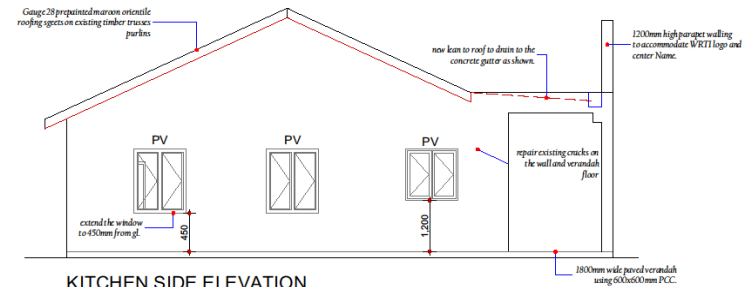 Gauge 28 prepainted maroon orientile
roofing sgeets on existing timber trusses
purlins
1200mm high parapet walling
to accommodate WRTI logo and
center Name.
new lean to roof to drain to the
concrete gutter as shown.
PV
PV
PV
repair existing cracks on
the wall and verandah
floor
extend the window
to 450mm from gl.
450
1,200
1800mm wide paved verandah
using 600x600mm PCC.
KITCHEN SIDE ELEVATION